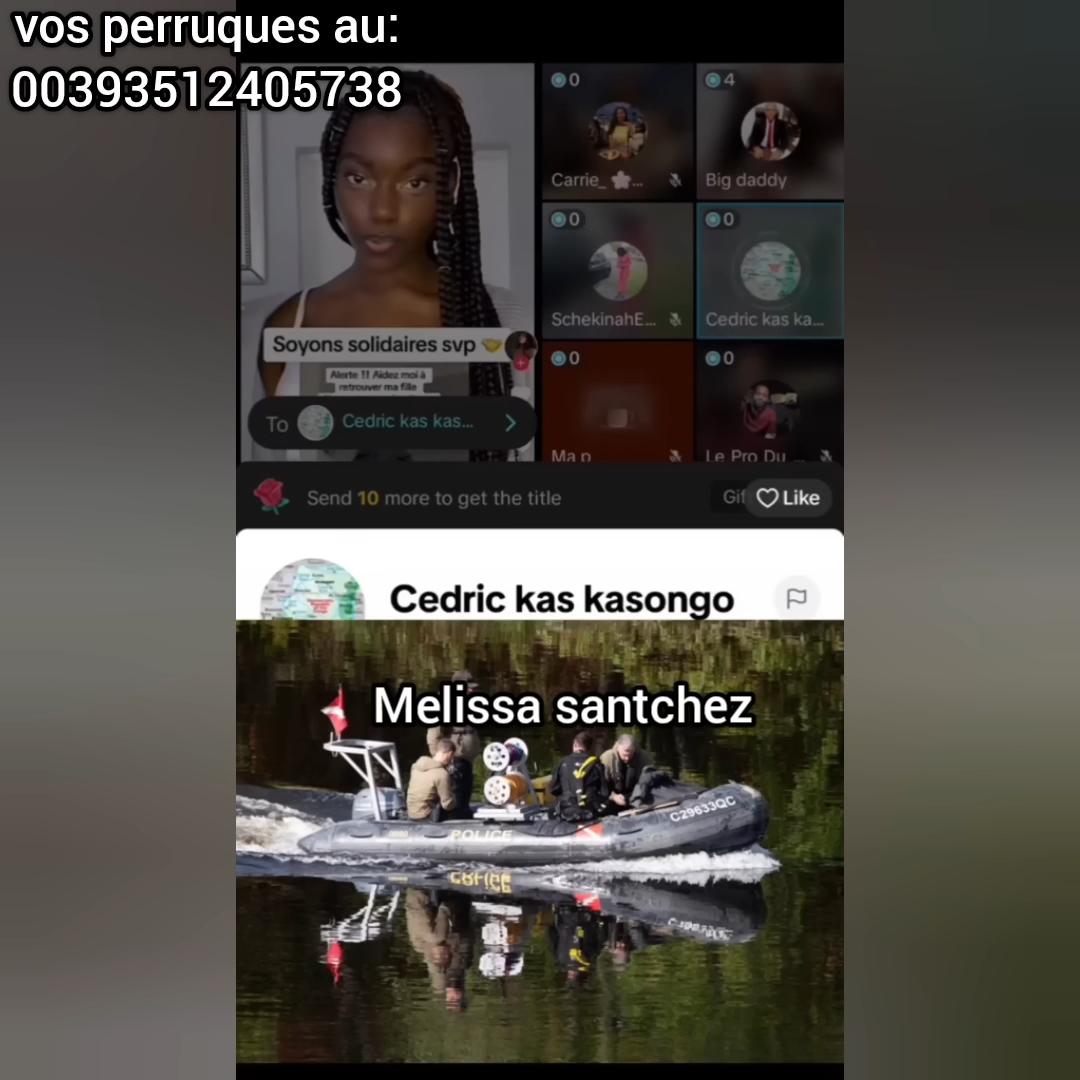 vos perruques au:
00393512405738
0
4
Carrie_ 🌸...
Big daddy
0
0
SchekinahE...
Cedric kas ka...
Soyons solidaires svp 🤝
Alerte !! Aidez moi à
retrouver ma fille
0
0
To Cedric kas kas...
Ma p
Le Pro Du ...
Send 10 more to get the title
Gif
Like
Cedric kas kasongo
Melissa santchez
POLICE
C29633QC